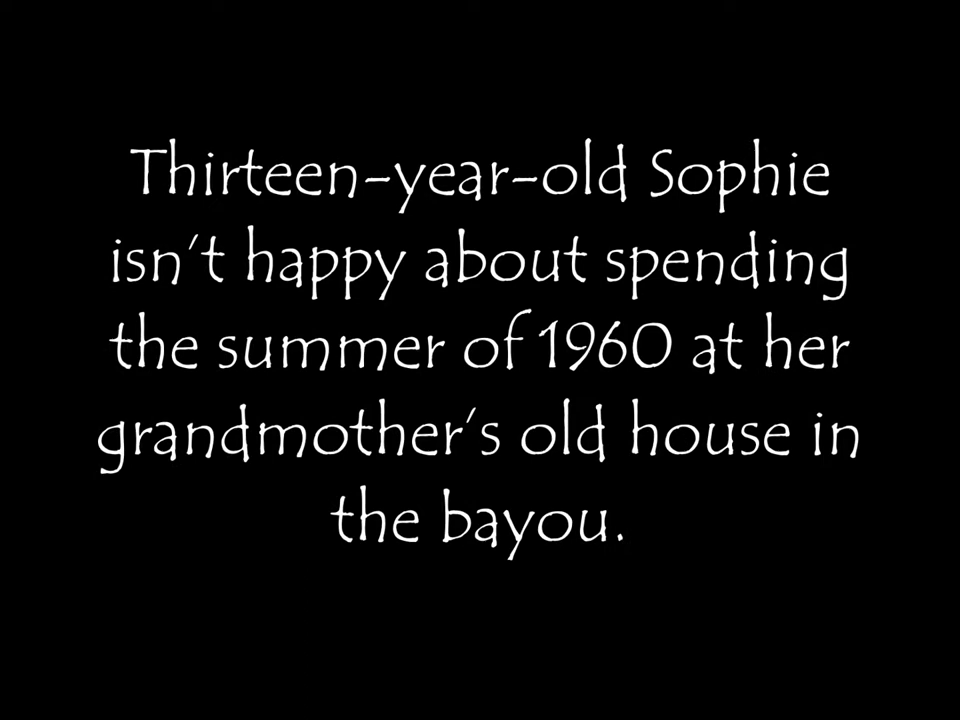 Thirteen-year-old Sophie
isn't happy about spending
the summer of 1960 at her
grandmother's old house in
the bayou.